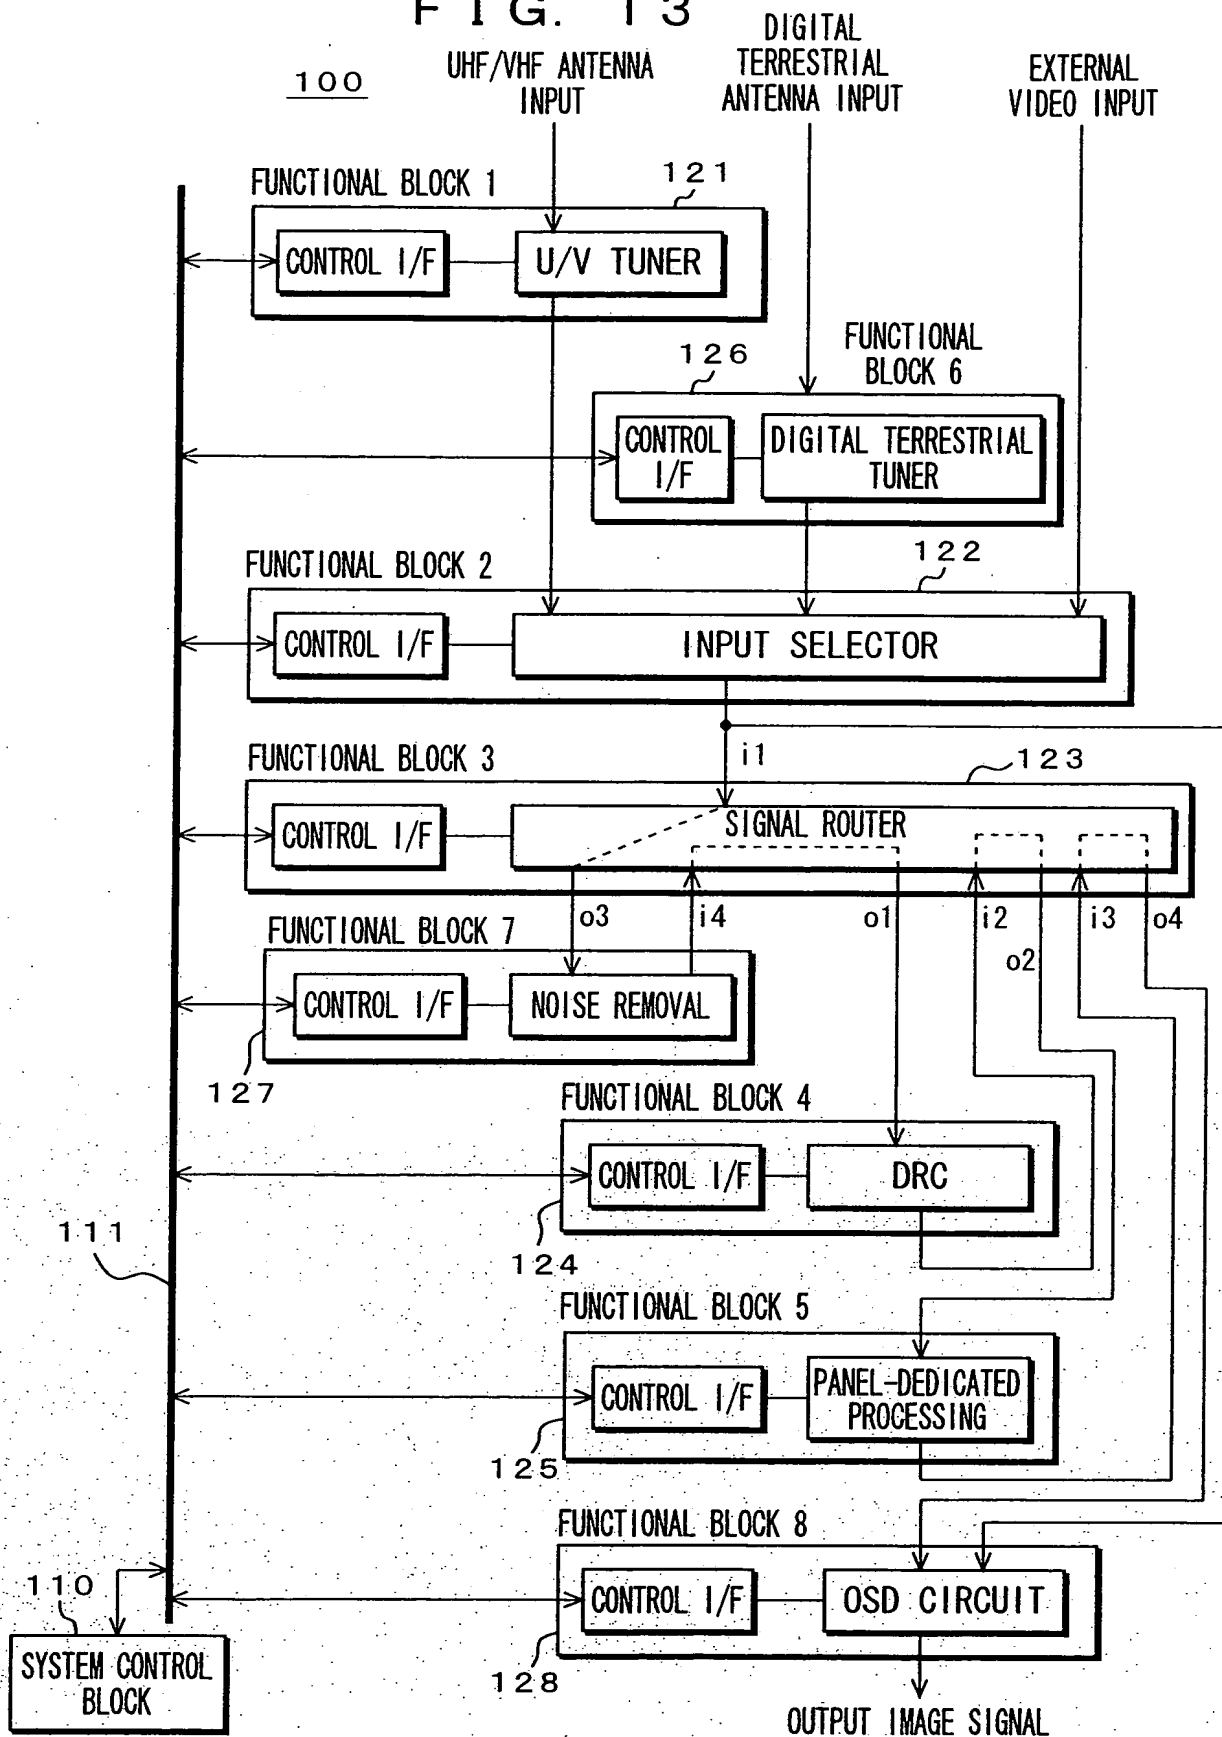 FIG. 13
100
UHF/VHF ANTENNA
INPUT
DIGITAL
TERRESTRIAL
ANTENNA INPUT
EXTERNAL
VIDEO INPUT
FUNCTIONAL BLOCK 1
121
CONTROL I/F
U/V TUNER
126
FUNCTIONAL
BLOCK 6
CONTROL
I/F
DIGITAL TERRESTRIAL
TUNER
FUNCTIONAL BLOCK 2
122
CONTROL I/F
INPUT SELECTOR
i1
FUNCTIONAL BLOCK 3
123
CONTROL I/F
SIGNAL ROUTER
o3
i4
o1
i2
o2
i3
o4
FUNCTIONAL BLOCK 7
CONTROL I/F
NOISE REMOVAL
127
FUNCTIONAL BLOCK 4
CONTROL I/F
DRC
124
111
FUNCTIONAL BLOCK 5
CONTROL I/F
PANEL-DEDICATED
PROCESSING
125
FUNCTIONAL BLOCK 8
CONTROL I/F
OSD CIRCUIT
128
110
SYSTEM CONTROL
BLOCK
OUTPUT IMAGE SIGNAL